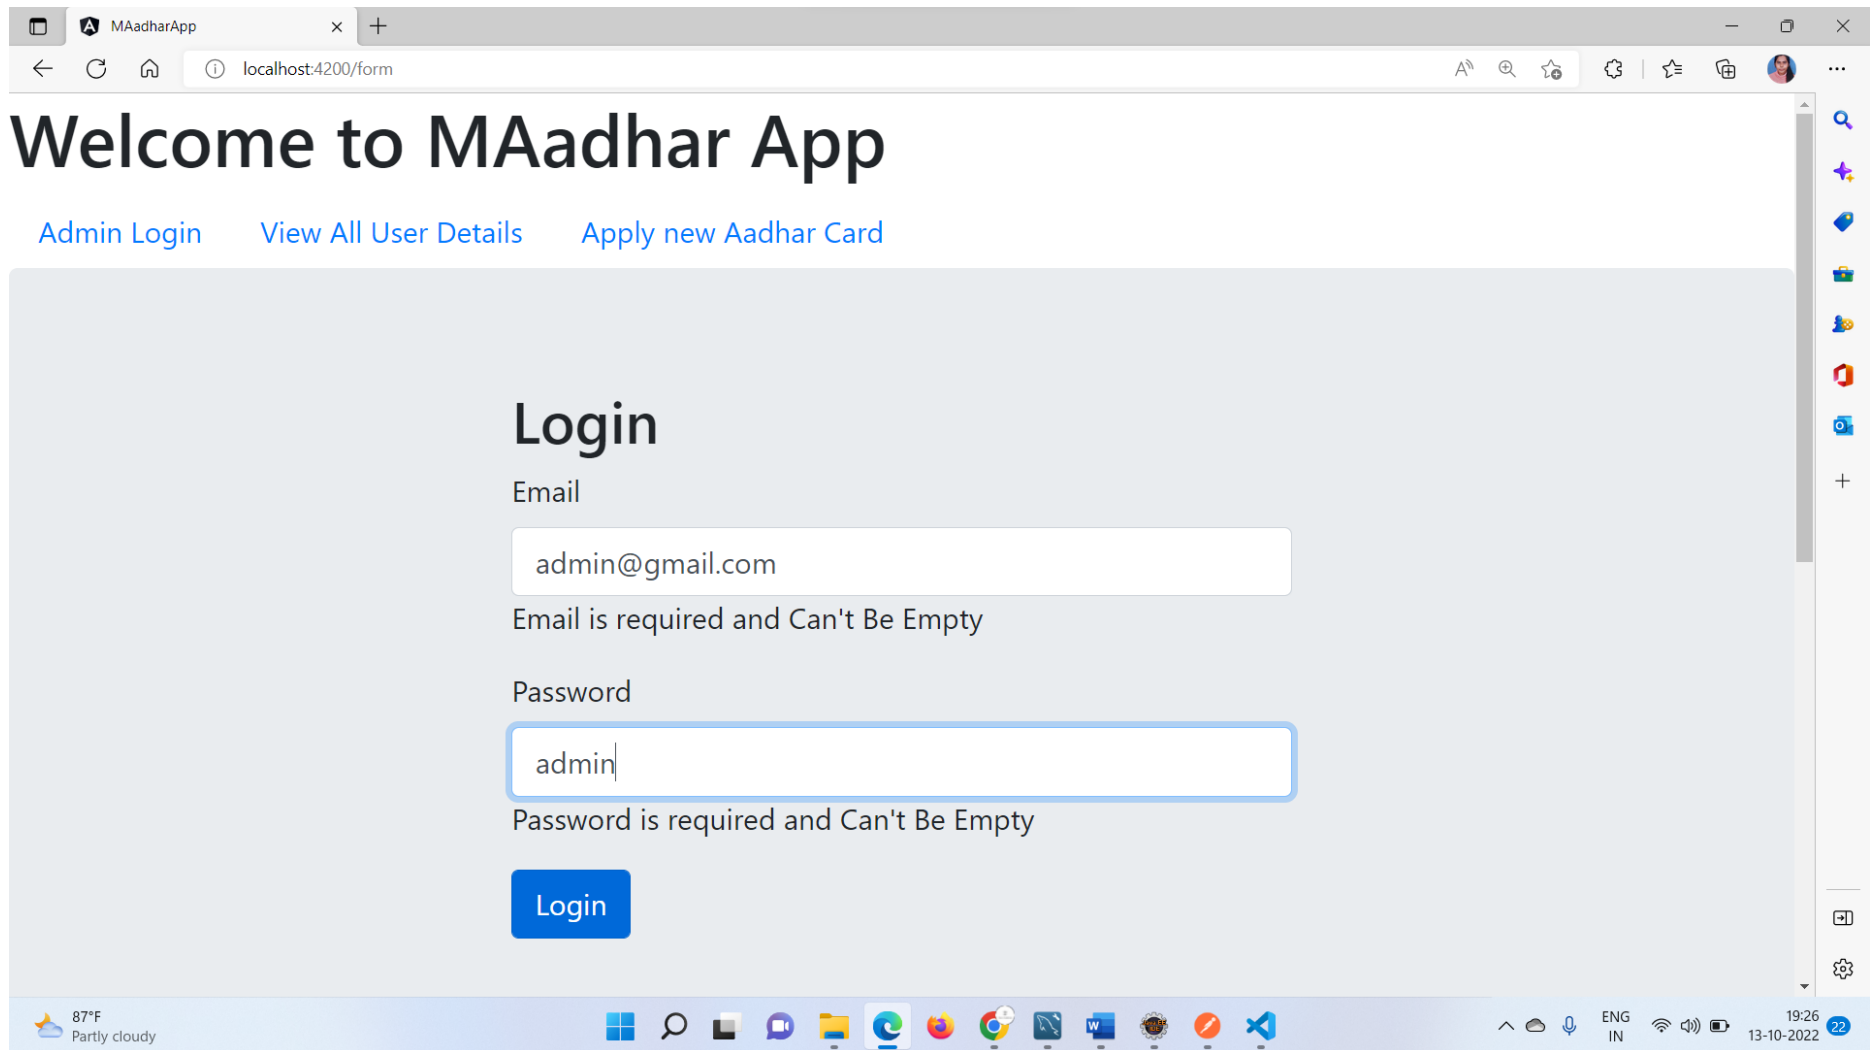 MAadharApp
localhost:4200/form
Welcome to MAadhar App
Admin Login View All User Details Apply new Aadhar Card
Login
Email
admin@gmail.com
Email is required and Can't Be Empty
Password
admin
Password is required and Can't Be Empty
Login
87°F
Partly cloudy
ENG
IN
19:26
13-10-2022
22